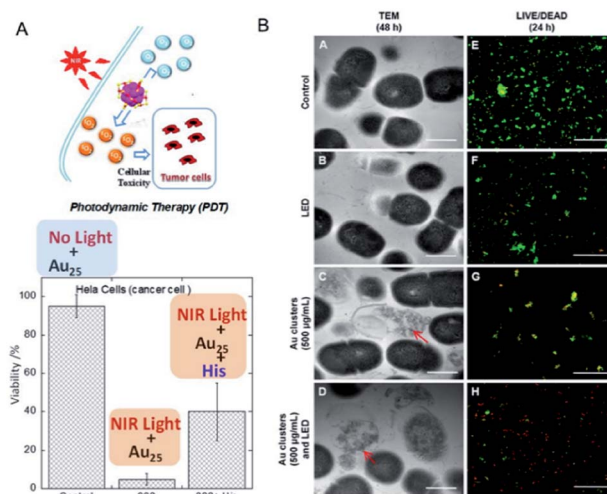 A
NIR
Cellular
Toxicity
Tumor cells
Photodynamic Therapy (PDT)
No Light
+
Au25
Hela Cells (cancer cell)
NIR Light
+
Au25
+
His
NIR Light
+
Au25
Viability /%
100
80
60
40
20
0
B
TEM
(48 h)
LIVE/DEAD
(24 h)
Control
A
E
LED
B
F
Au clusters
(500 µg/mL)
C
G
Au clusters
(500 µg/mL)
and LED
D
H